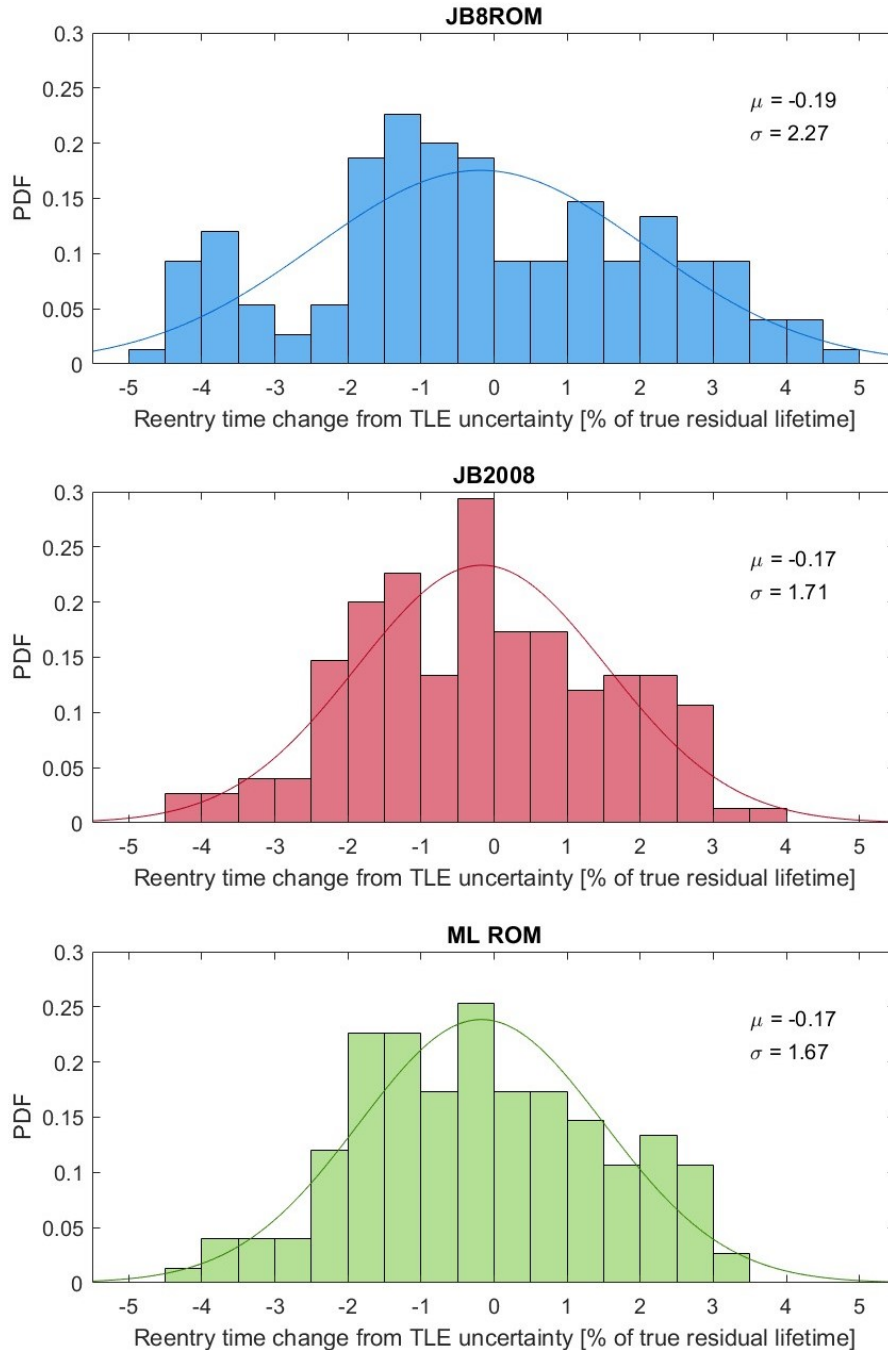 JB8ROM
0.3
0.25
0.2
0.15
0.1
0.05
0
PDF
μ = -0.19
σ = 2.27
-5 -4 -3 -2 -1 0 1 2 3 4 5
Reentry time change from TLE uncertainty [% of true residual lifetime]
JB2008
0.3
0.25
0.2
0.15
0.1
0.05
0
PDF
μ = -0.17
σ = 1.71
-5 -4 -3 -2 -1 0 1 2 3 4 5
Reentry time change from TLE uncertainty [% of true residual lifetime]
ML ROM
0.3
0.25
0.2
0.15
0.1
0.05
0
PDF
μ = -0.17
σ = 1.67
-5 -4 -3 -2 -1 0 1 2 3 4 5
Reentry time change from TLE uncertainty [% of true residual lifetime]